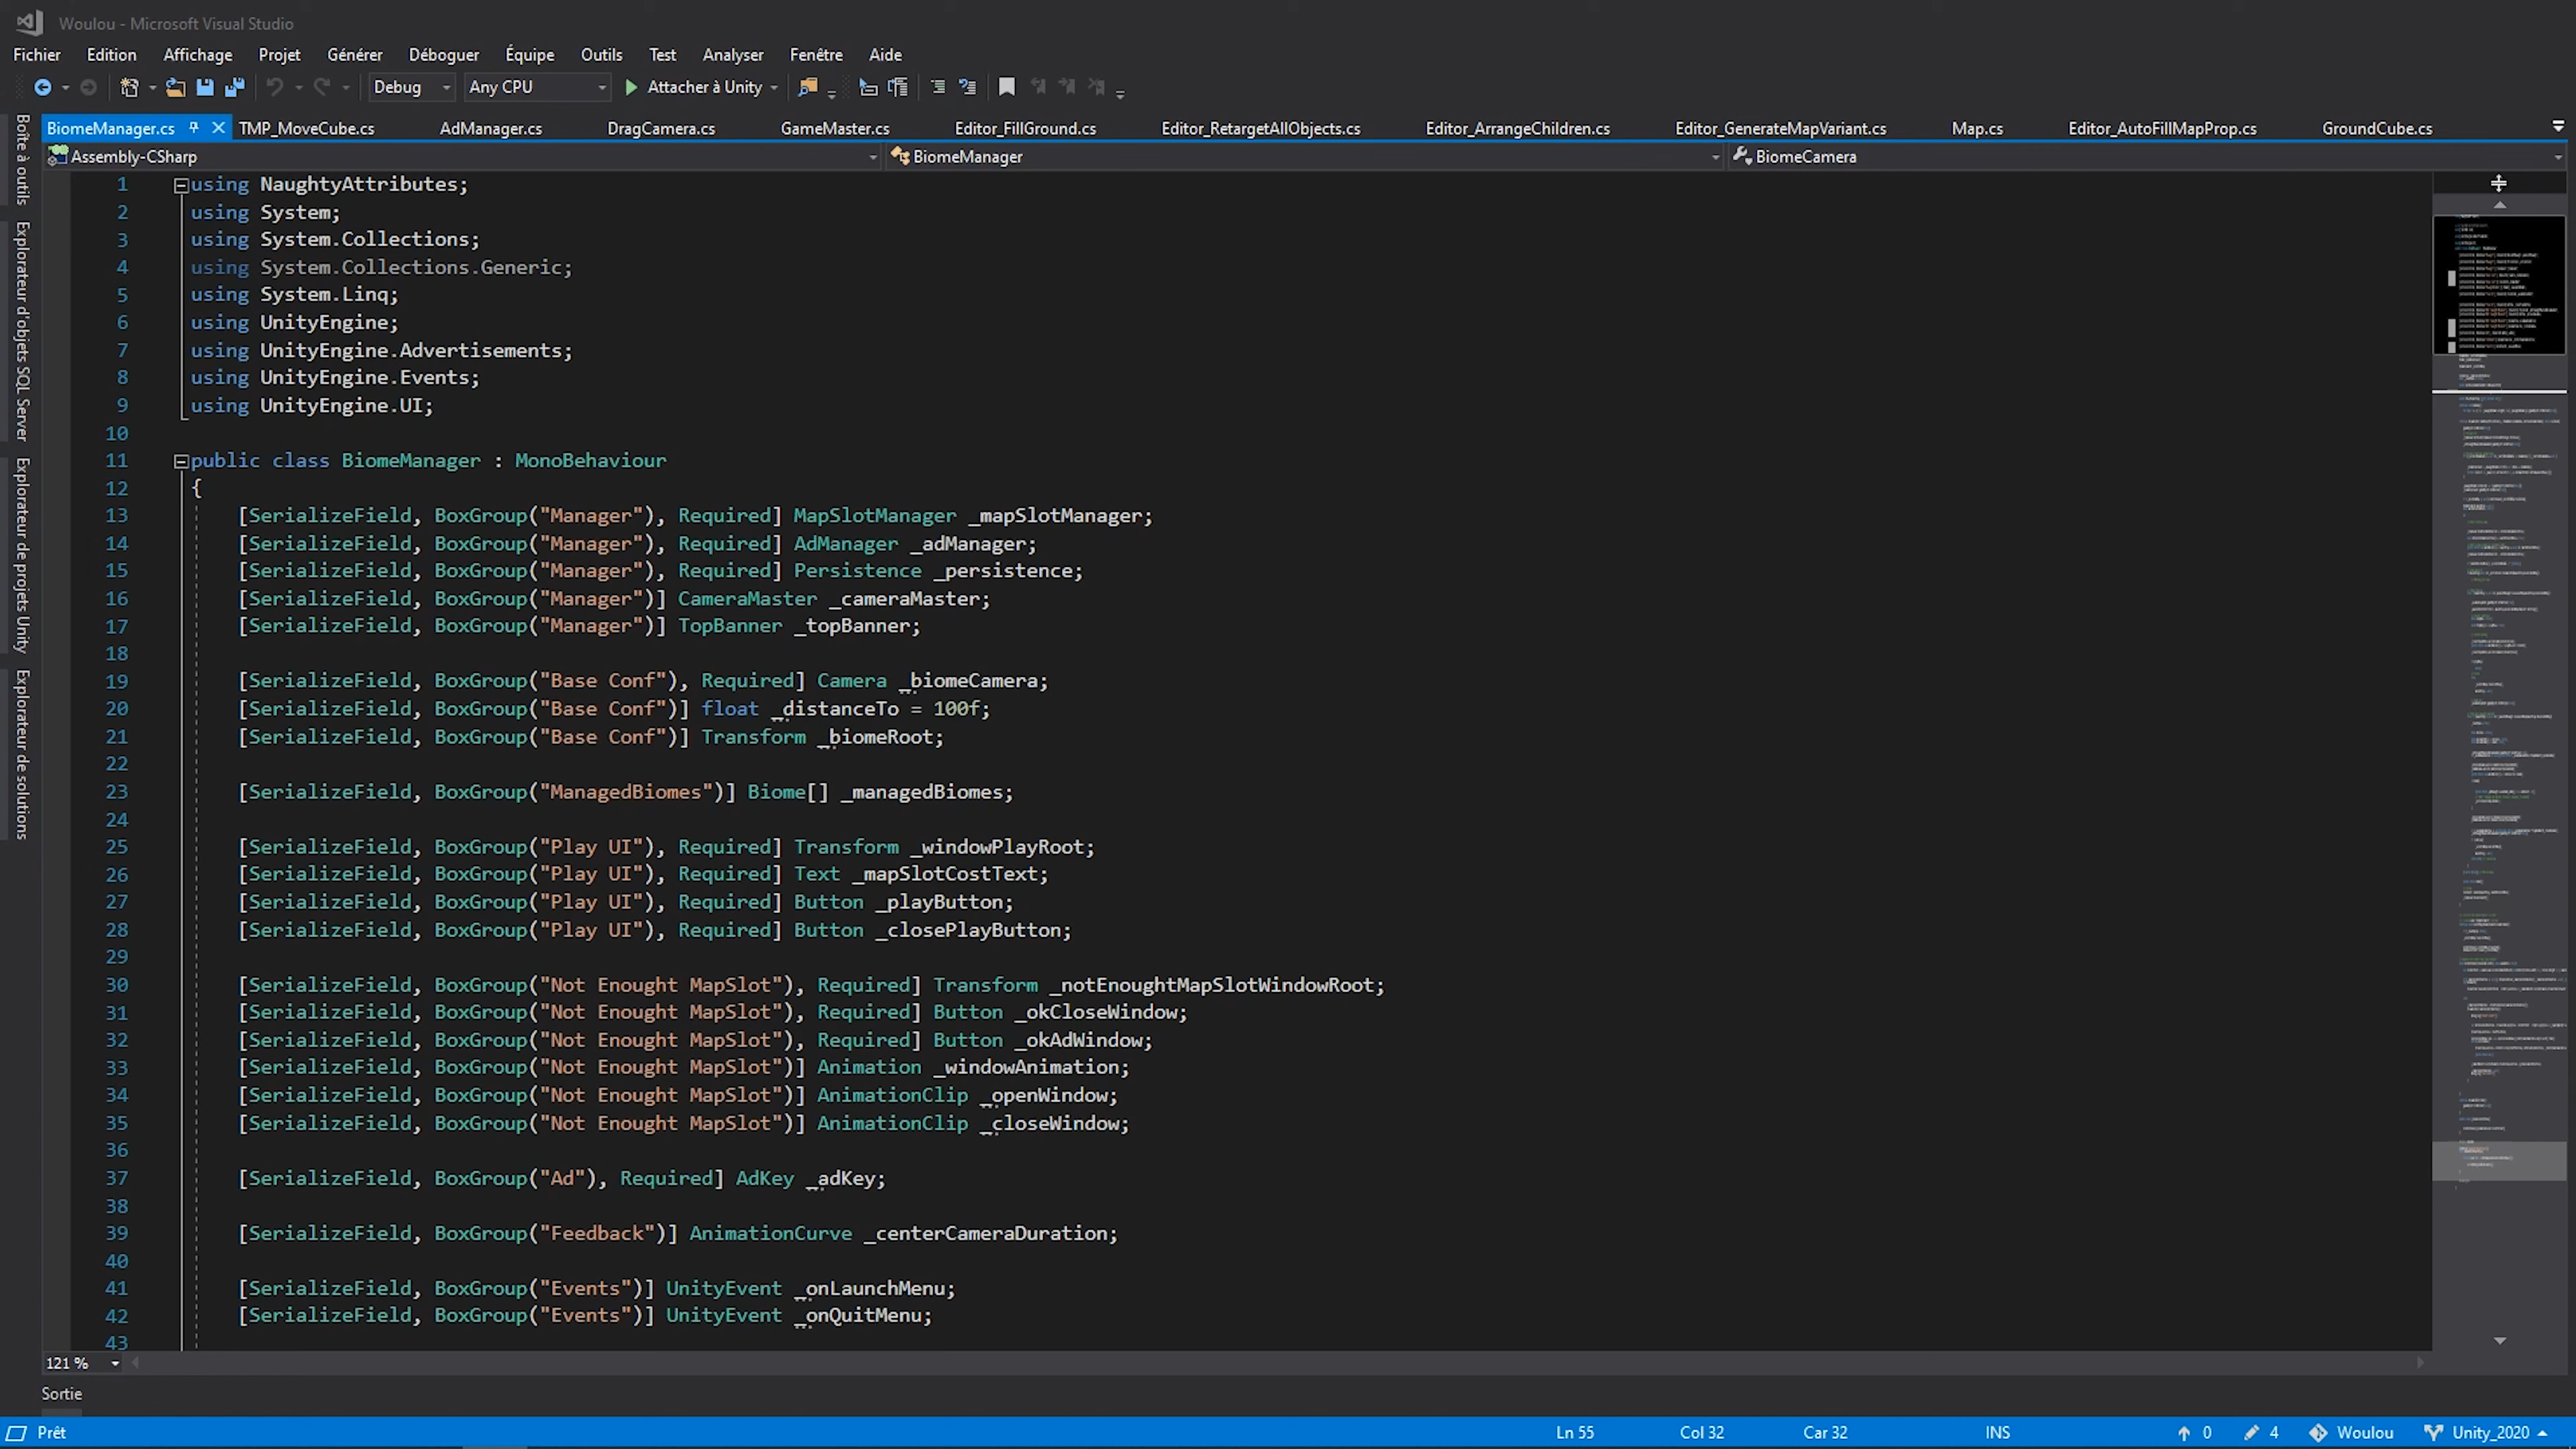 Woulou - Microsoft Visual Studio
Fichier Edition Affichage Projet Générer Déboguer Équipe Outils Test Analyser Fenêtre Aide
Debug Any CPU Attacher à Unity
BiomeManager.cs TMP_MoveCube.cs AdManager.cs DragCamera.cs GameMaster.cs Editor_FillGround.cs Editor_RetargetAllObjects.cs Editor_ArrangeChildren.cs Editor_GenerateMapVariant.cs Map.cs Editor_AutoFillMapProp.cs GroundCube.cs
Assembly-CSharp BiomeManager BiomeCamera
Boîte à outils
Explorateur d'objets SQL Server
Explorateur de projets Unity
Explorateur de solutions
1 using NaughtyAttributes;
2 using System;
3 using System.Collections;
4 using System.Collections.Generic;
5 using System.Linq;
6 using UnityEngine;
7 using UnityEngine.Advertisements;
8 using UnityEngine.Events;
9 using UnityEngine.UI;
10
11 public class BiomeManager : MonoBehaviour
12 {
13 [SerializeField, BoxGroup("Manager"), Required] MapSlotManager _mapSlotManager;
14 [SerializeField, BoxGroup("Manager"), Required] AdManager _adManager;
15 [SerializeField, BoxGroup("Manager"), Required] Persistence _persistence;
16 [SerializeField, BoxGroup("Manager")] CameraMaster _cameraMaster;
17 [SerializeField, BoxGroup("Manager")] TopBanner _topBanner;
18
19 [SerializeField, BoxGroup("Base Conf"), Required] Camera _biomeCamera;
20 [SerializeField, BoxGroup("Base Conf")] float _distanceTo = 100f;
21 [SerializeField, BoxGroup("Base Conf")] Transform _biomeRoot;
22
23 [SerializeField, BoxGroup("ManagedBiomes")] Biome[] _managedBiomes;
24
25 [SerializeField, BoxGroup("Play UI"), Required] Transform _windowPlayRoot;
26 [SerializeField, BoxGroup("Play UI"), Required] Text _mapSlotCostText;
27 [SerializeField, BoxGroup("Play UI"), Required] Button _playButton;
28 [SerializeField, BoxGroup("Play UI"), Required] Button _closePlayButton;
29
30 [SerializeField, BoxGroup("Not Enought MapSlot"), Required] Transform _notEnoughtMapSlotWindowRoot;
31 [SerializeField, BoxGroup("Not Enought MapSlot"), Required] Button _okCloseWindow;
32 [SerializeField, BoxGroup("Not Enought MapSlot"), Required] Button _okAdWindow;
33 [SerializeField, BoxGroup("Not Enought MapSlot")] Animation _windowAnimation;
34 [SerializeField, BoxGroup("Not Enought MapSlot")] AnimationClip _openWindow;
35 [SerializeField, BoxGroup("Not Enought MapSlot")] AnimationClip _closeWindow;
36
37 [SerializeField, BoxGroup("Ad"), Required] AdKey _adKey;
38
39 [SerializeField, BoxGroup("Feedback")] AnimationCurve _centerCameraDuration;
40
41 [SerializeField, BoxGroup("Events")] UnityEvent _onLaunchMenu;
42 [SerializeField, BoxGroup("Events")] UnityEvent _onQuitMenu;
43
121 %
Sortie
Prêt Ln 55 Col 32 Car 32 INS 0 4 Woulou Unity_2020